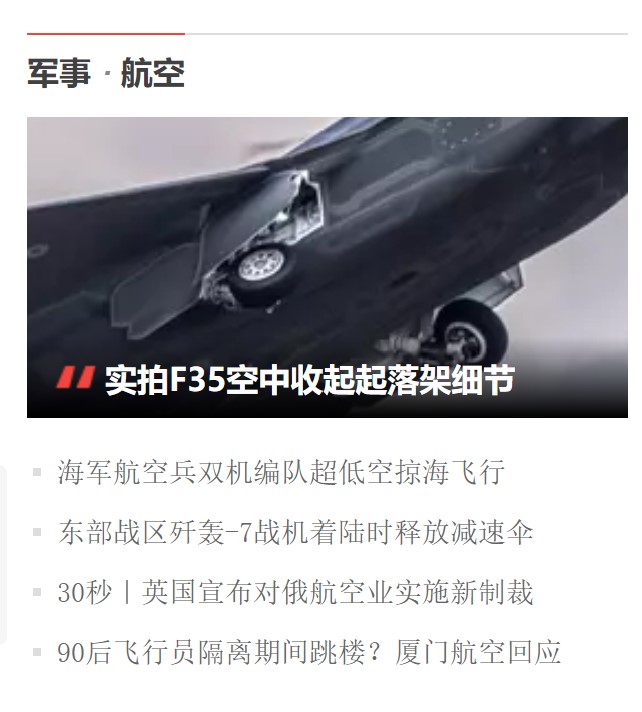 军事 · 航空
实拍F35空中收起起落架细节
海军航空兵双机编队超低空掠海飞行
东部战区歼轰-7战机着陆时释放减速伞
30秒丨英国宣布对俄航空业实施新制裁
90后飞行员隔离期间跳楼？厦门航空回应